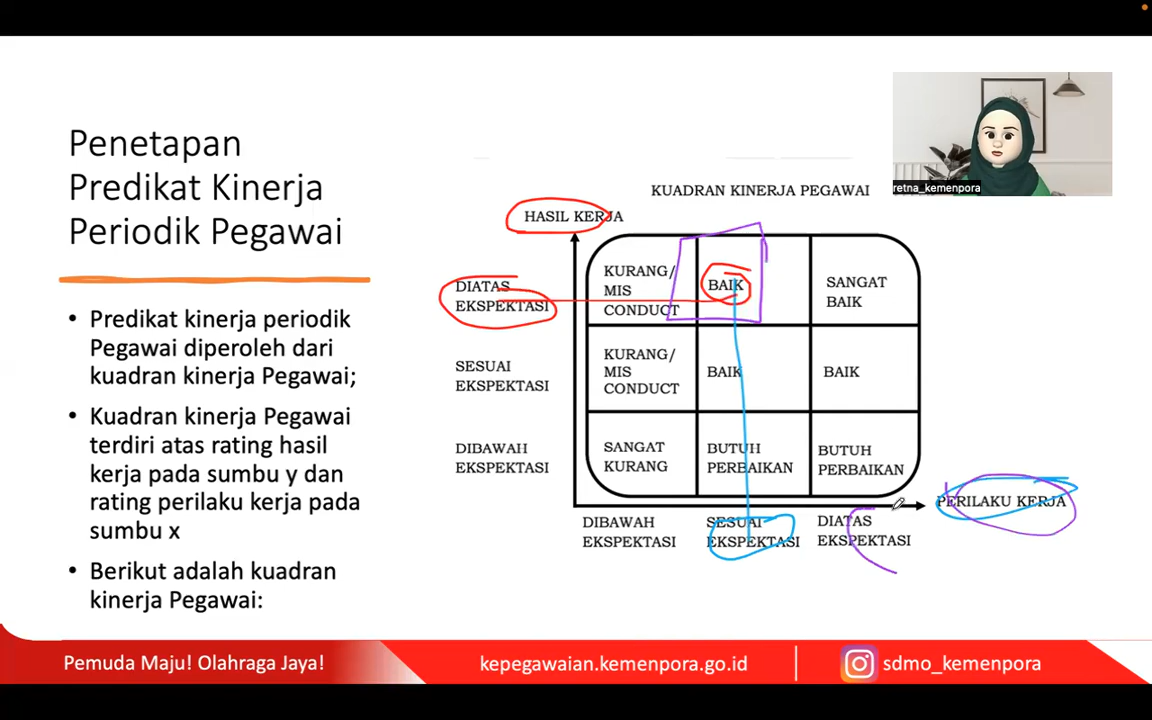 Penetapan
Predikat Kinerja
Periodik Pegawai
• Predikat kinerja periodik
Pegawai diperoleh dari
kuadran kinerja Pegawai;
• Kuadran kinerja Pegawai
terdiri atas rating hasil
kerja pada sumbu y dan
rating perilaku kerja pada
sumbu x
• Berikut adalah kuadran
kinerja Pegawai:
retna_kemenpora
KUADRAN KINERJA PEGAWAI
HASIL KERJA
DIATAS
EKSPEKTASI
KURANG/
MIS
CONDUCT
BAIK
SANGAT
BAIK
SESUAI
EKSPEKTASI
KURANG/
MIS
CONDUCT
BAIK
BAIK
DIBAWAH
EKSPEKTASI
SANGAT
KURANG
BUTUH
PERBAIKAN
BUTUH
PERBAIKAN
PERILAKU KERJA
DIBAWAH
EKSPEKTASI
SESUAI
EKSPEKTASI
DIATAS
EKSPEKTASI
Pemuda Maju! Olahraga Jaya!
kepegawaian.kemenpora.go.id
sdmo_kemenpora